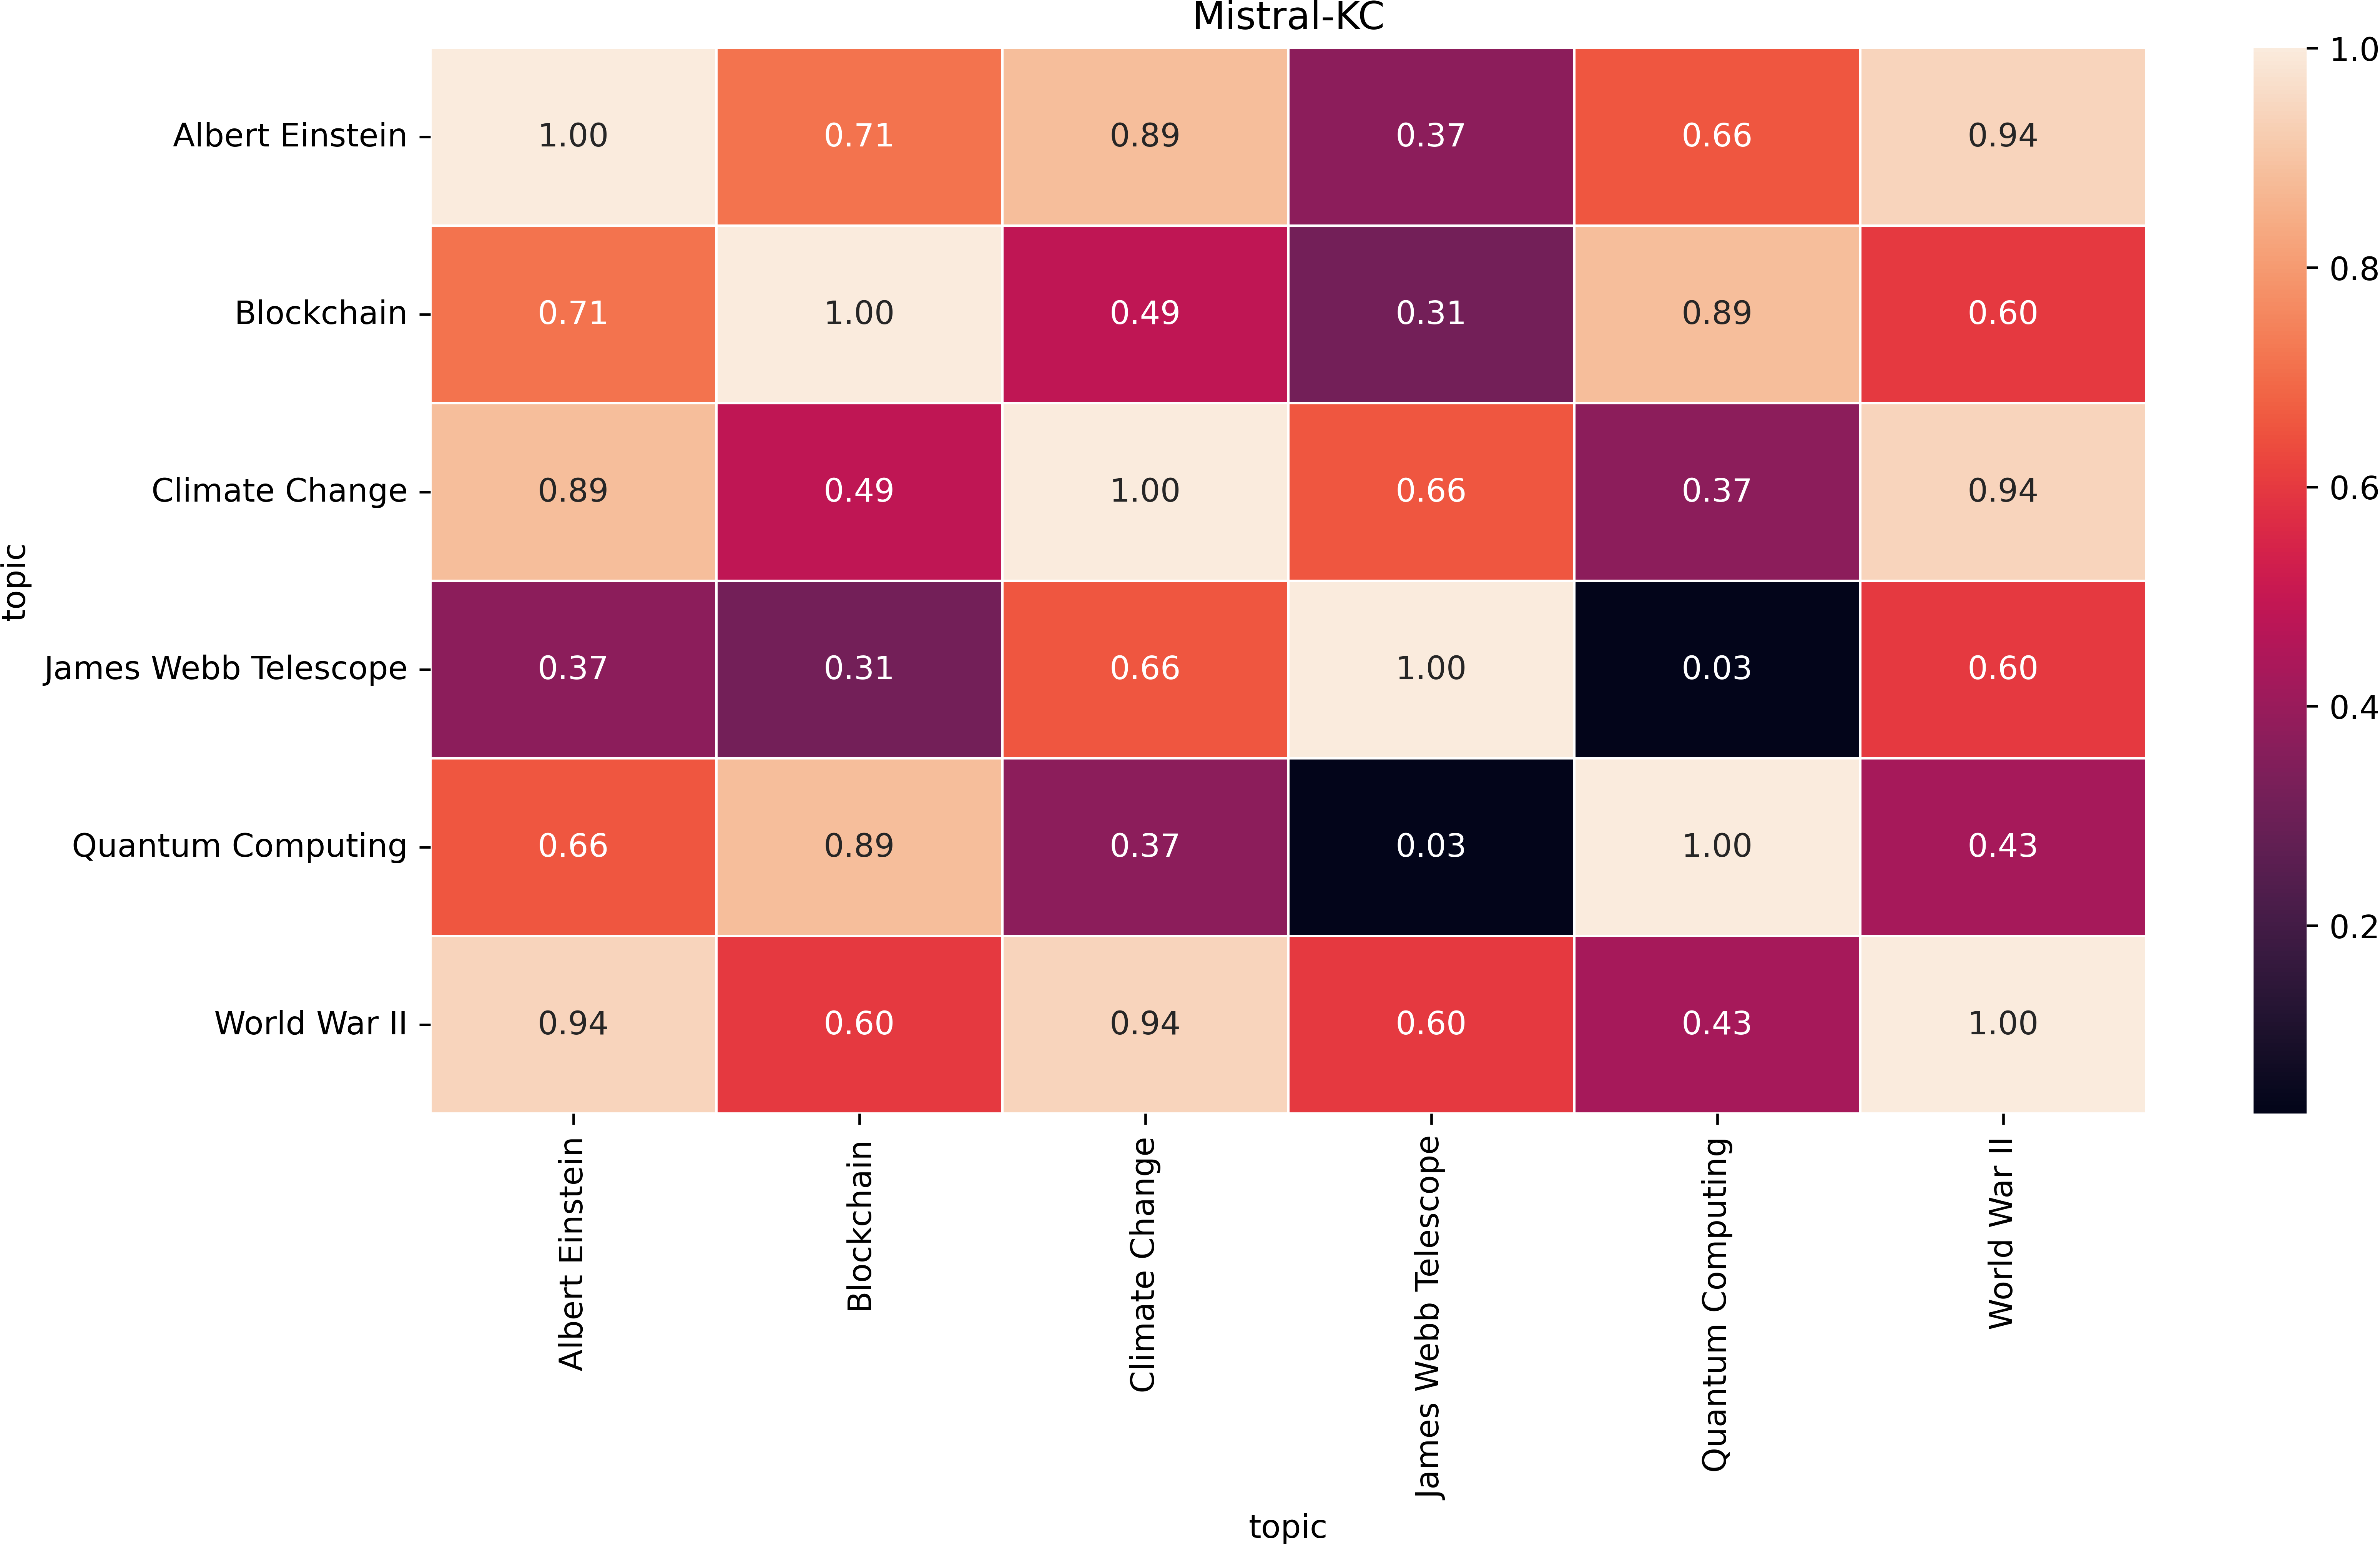 Mistral-KC
Albert Einstein 1.00 0.71 0.89 0.37 0.66 0.94
Blockchain 0.71 1.00 0.49 0.31 0.89 0.60
Climate Change 0.89 0.49 1.00 0.66 0.37 0.94
James Webb Telescope 0.37 0.31 0.66 1.00 0.03 0.60
Quantum Computing 0.66 0.89 0.37 0.03 1.00 0.43
World War II 0.94 0.60 0.94 0.60 0.43 1.00
topic
Albert Einstein
Blockchain
Climate Change
James Webb Telescope
Quantum Computing
World War II
topic
1.0
0.8
0.6
0.4
0.2